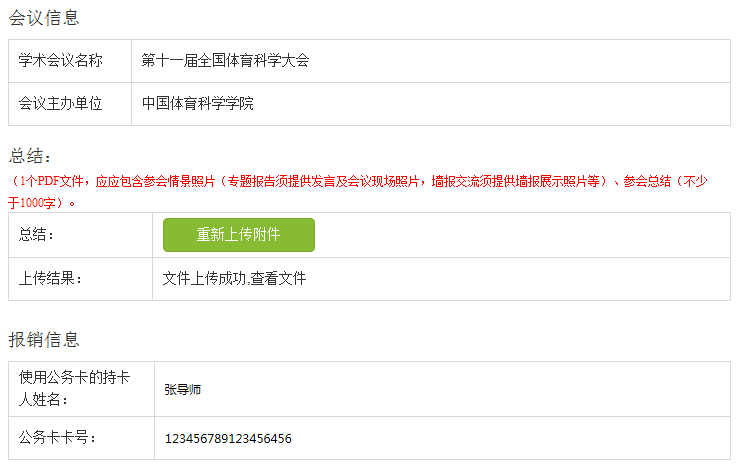 会议信息
学术会议名称
第十一届全国体育科学大会
会议主办单位
中国体育科学学院
总结：
（1个PDF文件，应应包含参会情景照片（专题报告须提供发言及会议现场照片，墙报交流须提供墙报展示照片等）、参会总结（不少
于1000字）。
总结：
重新上传附件
上传结果：
文件上传成功,查看文件
报销信息
使用公务卡的持卡
人姓名：
张导师
公务卡卡号：
123456789123456456